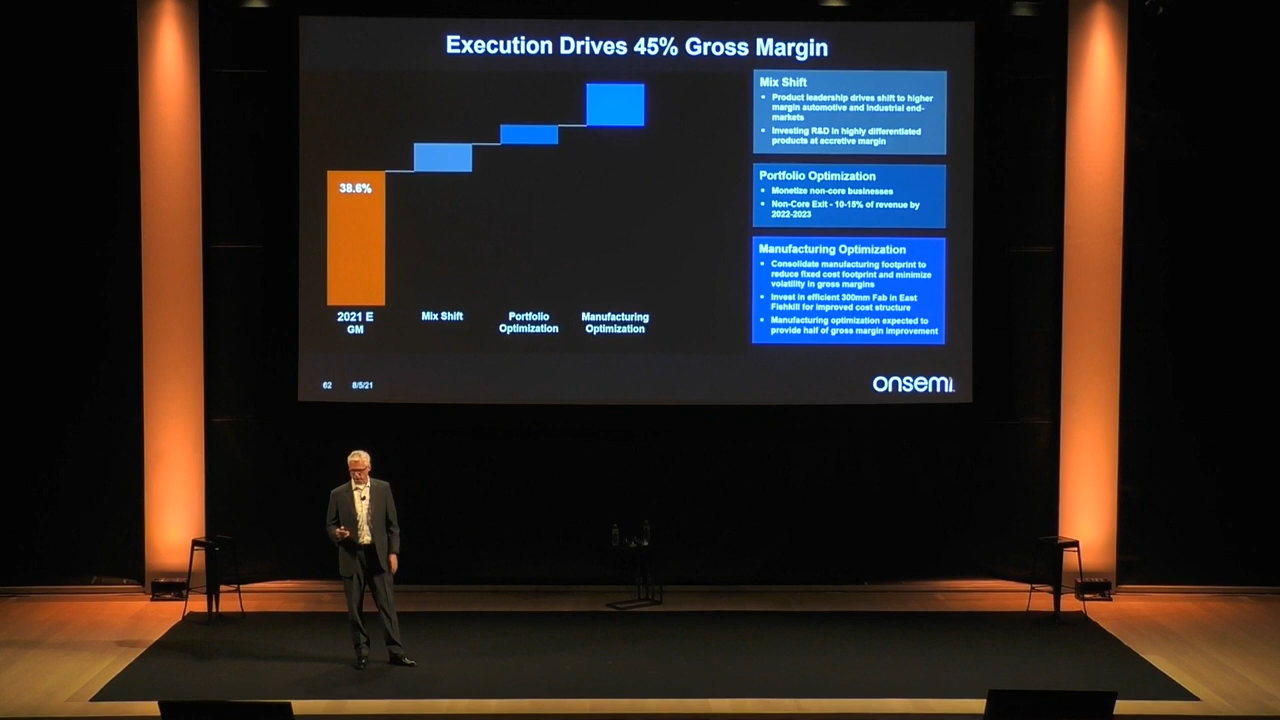 Execution Drives 45% Gross Margin
38.6%
2021 E
GM
Mix Shift
Portfolio
Optimization
Manufacturing
Optimization
Mix Shift
• Product leadership drives shift to higher
margin automotive and industrial end-
markets
• Investing R&D in highly differentiated
products at accretive margin
Portfolio Optimization
• Monetize non-core businesses
• Non-Core Exit - 10-15% of revenue by
2022-2023
Manufacturing Optimization
• Consolidate manufacturing footprint to
reduce fixed cost footprint and minimize
volatility in gross margins
• Invest in efficient 300mm Fab in East
Fishkill for improved cost structure
• Manufacturing optimization expected to
provide half of gross margin improvement
62 8/5/21
onsemi